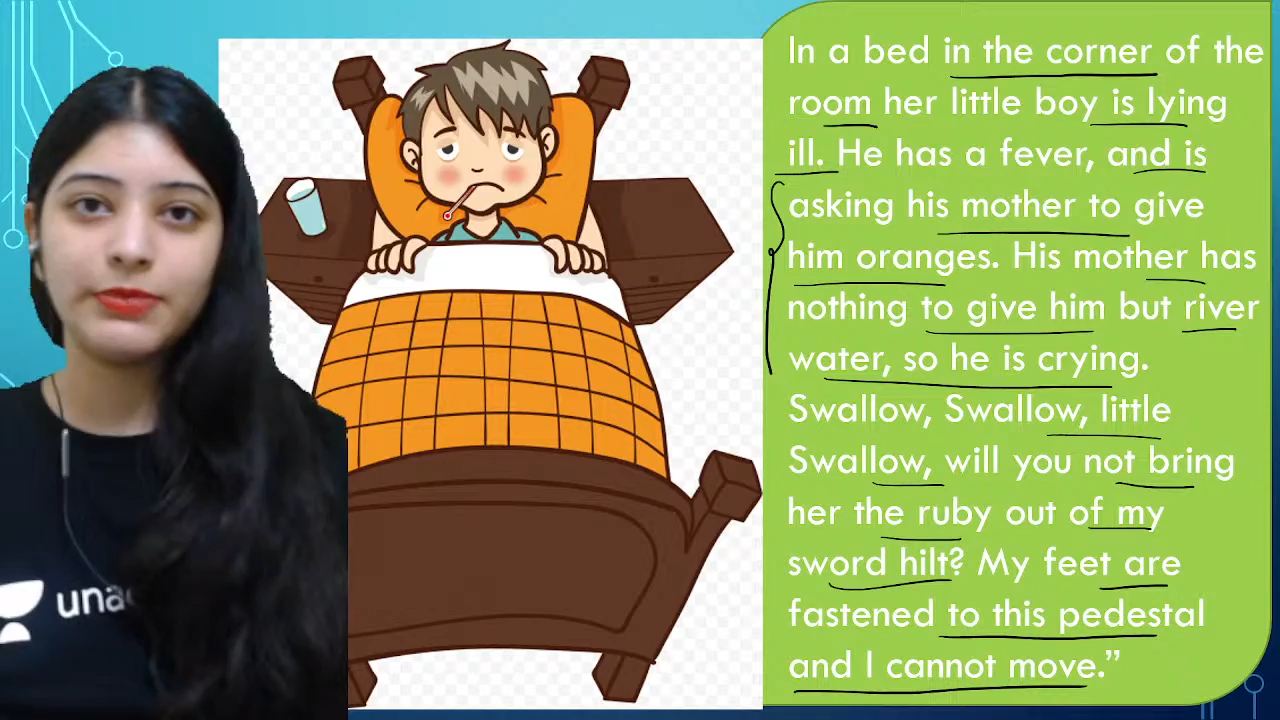 In a bed in the corner of the
room her little boy is lying
ill. He has a fever, and is
asking his mother to give
him oranges. His mother has
nothing to give him but river
water, so he is crying.
Swallow, Swallow, little
Swallow, will you not bring
her the ruby out of my
sword hilt? My feet are
fastened to this pedestal
and I cannot move.”
una